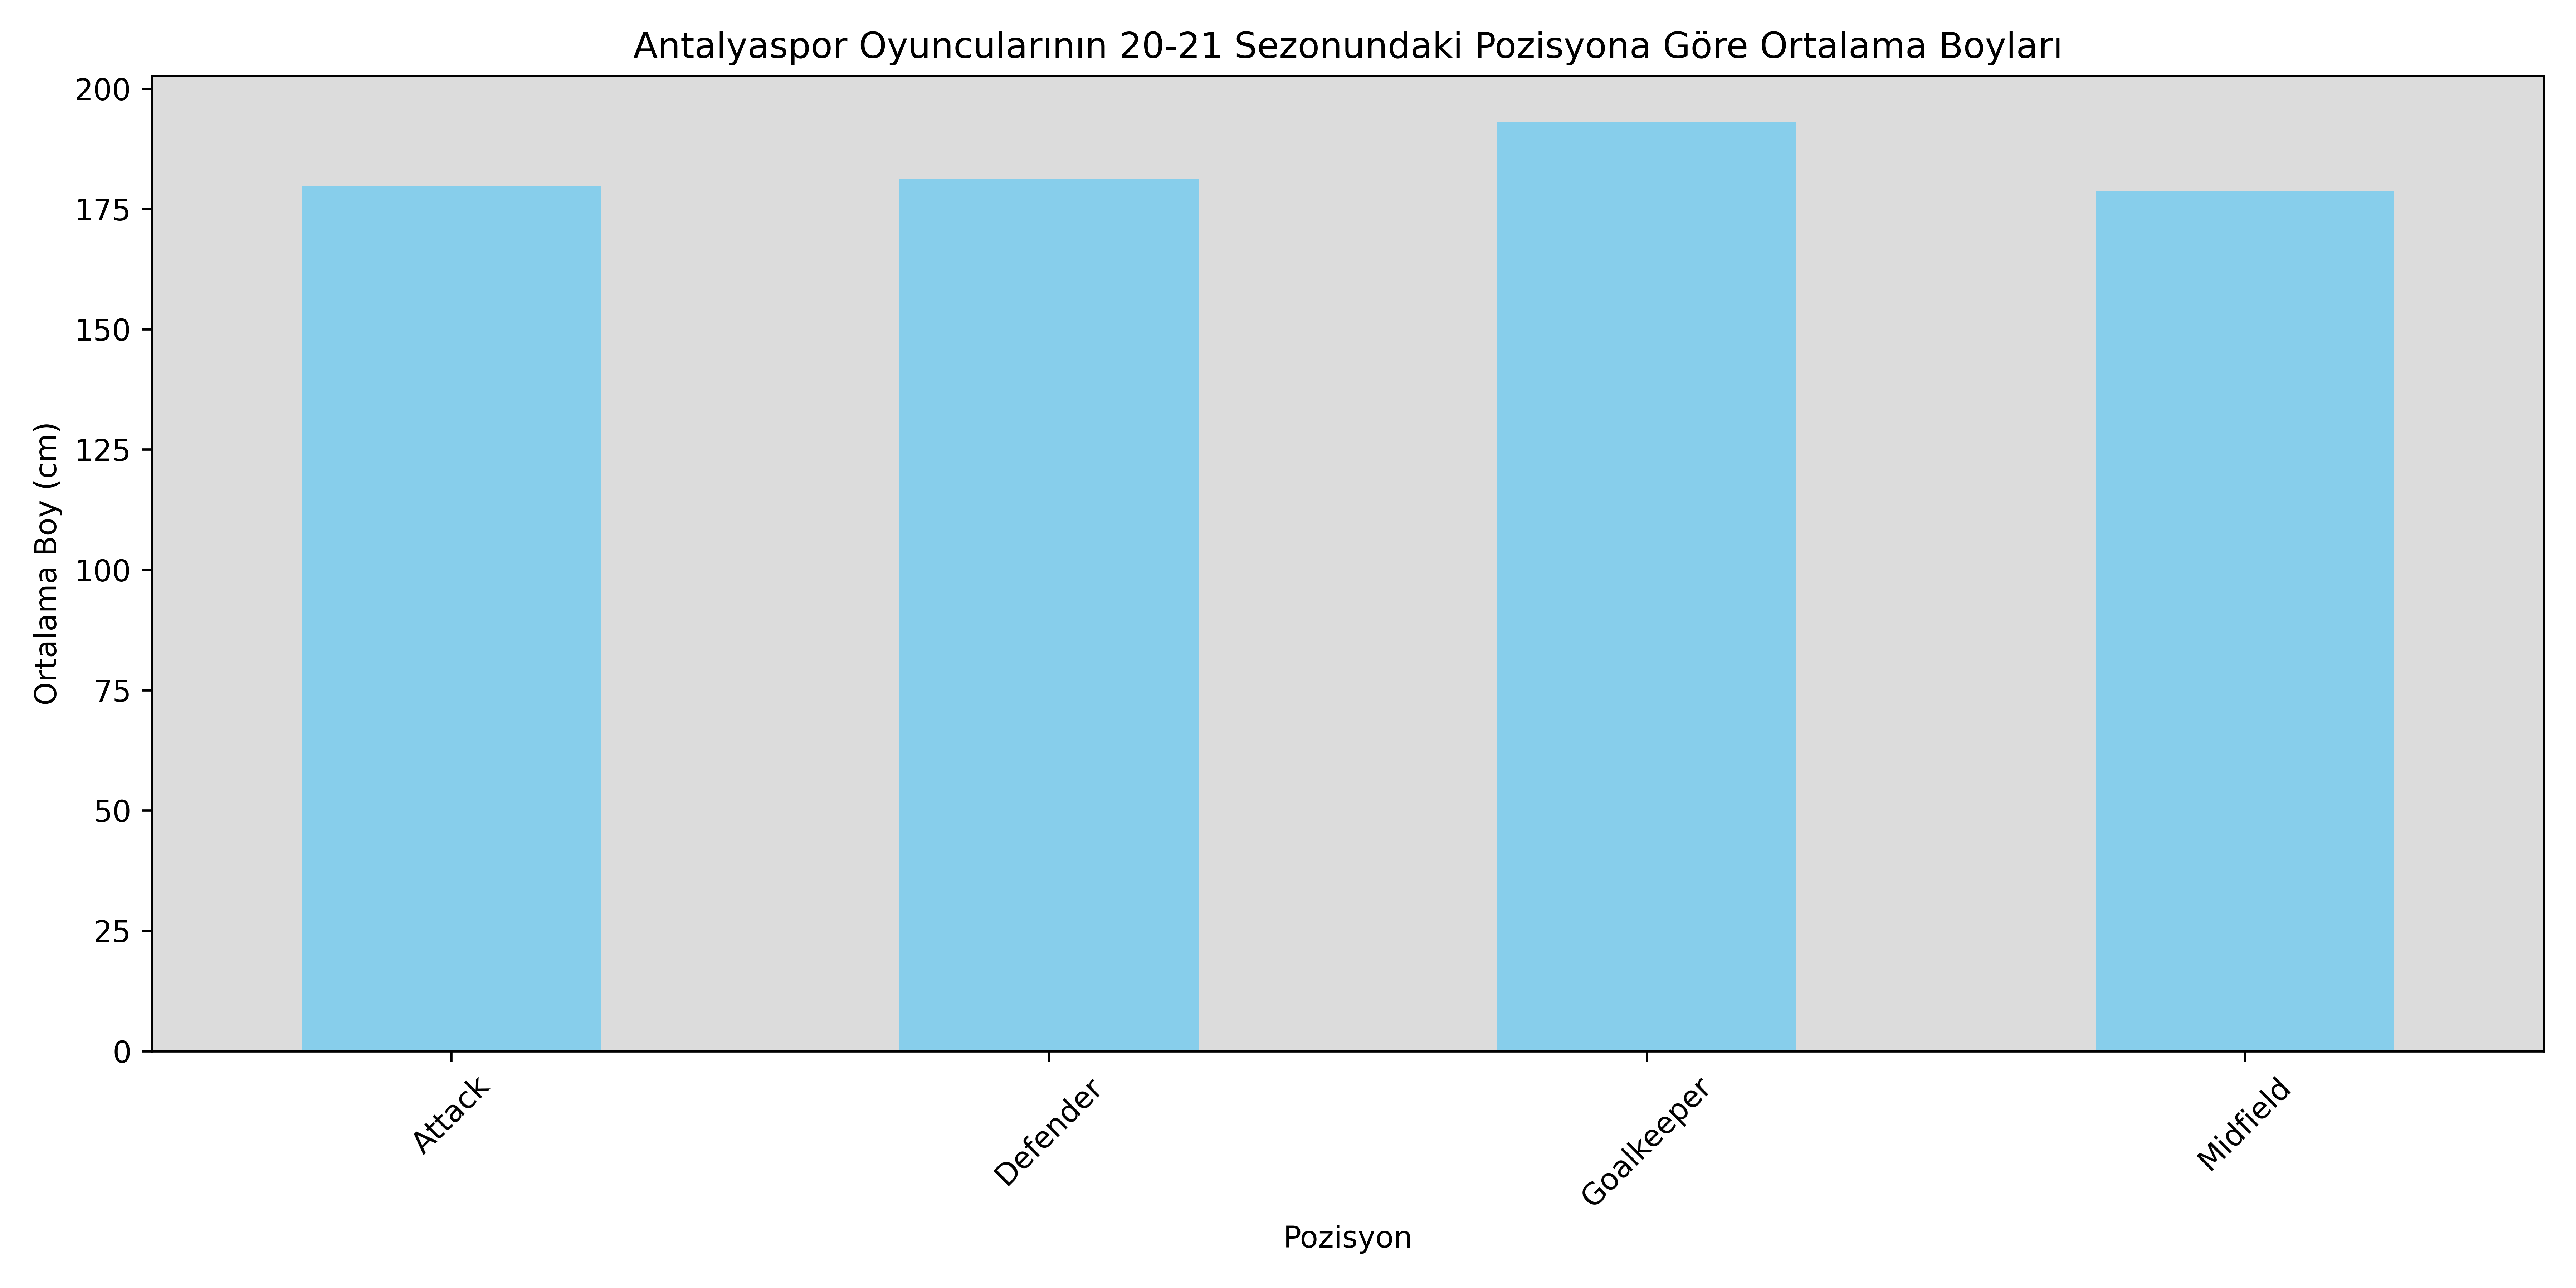 Antalyaspor Oyuncularının 20-21 Sezonundaki Pozisyona Göre Ortalama Boyları
Ortalama Boy (cm)
200
175
150
125
100
75
50
25
0
Attack
Defender
Goalkeeper
Midfield
Pozisyon